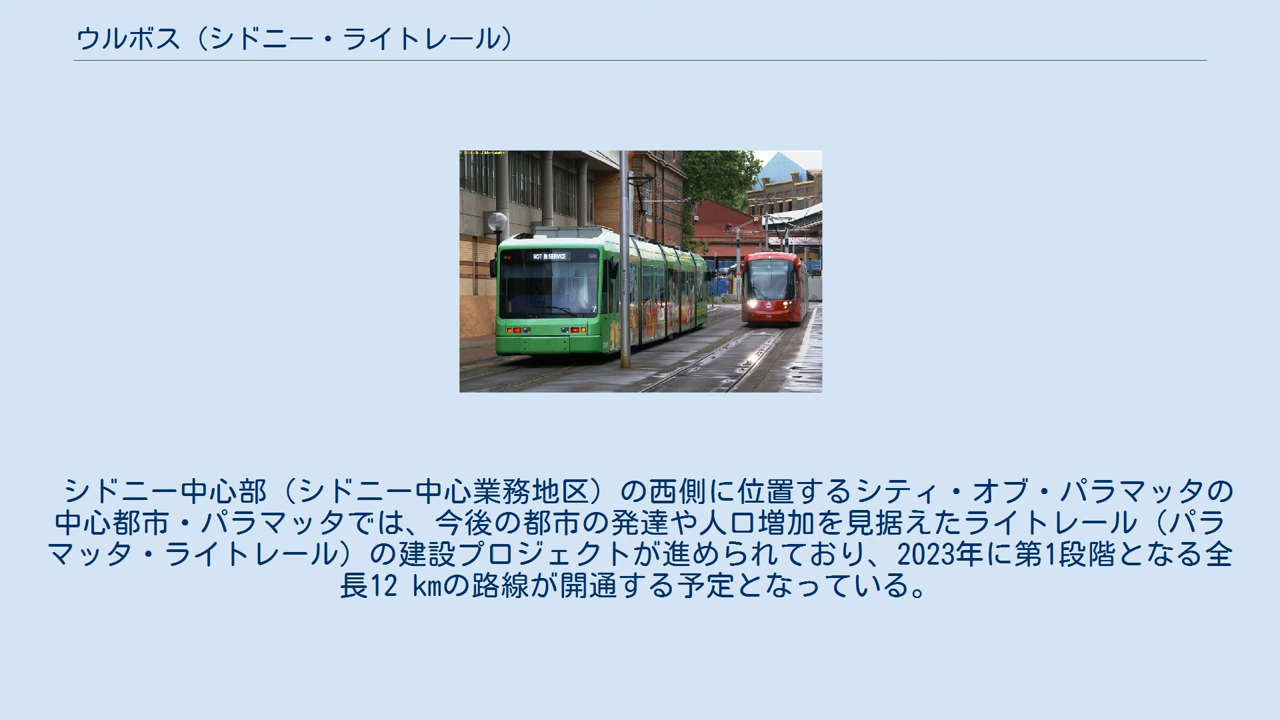 ウルボス（シドニー・ライトレール）
NOT IN SERVICE
シドニー中心部（シドニー中心業務地区）の西側に位置するシティ・オブ・パラマッタの
中心都市・パラマッタでは、今後の都市の発達や人口増加を見据えたライトレール（パラ
マッタ・ライトレール）の建設プロジェクトが進められており、2023年に第1段階となる全
長12 kmの路線が開通する予定となっている。